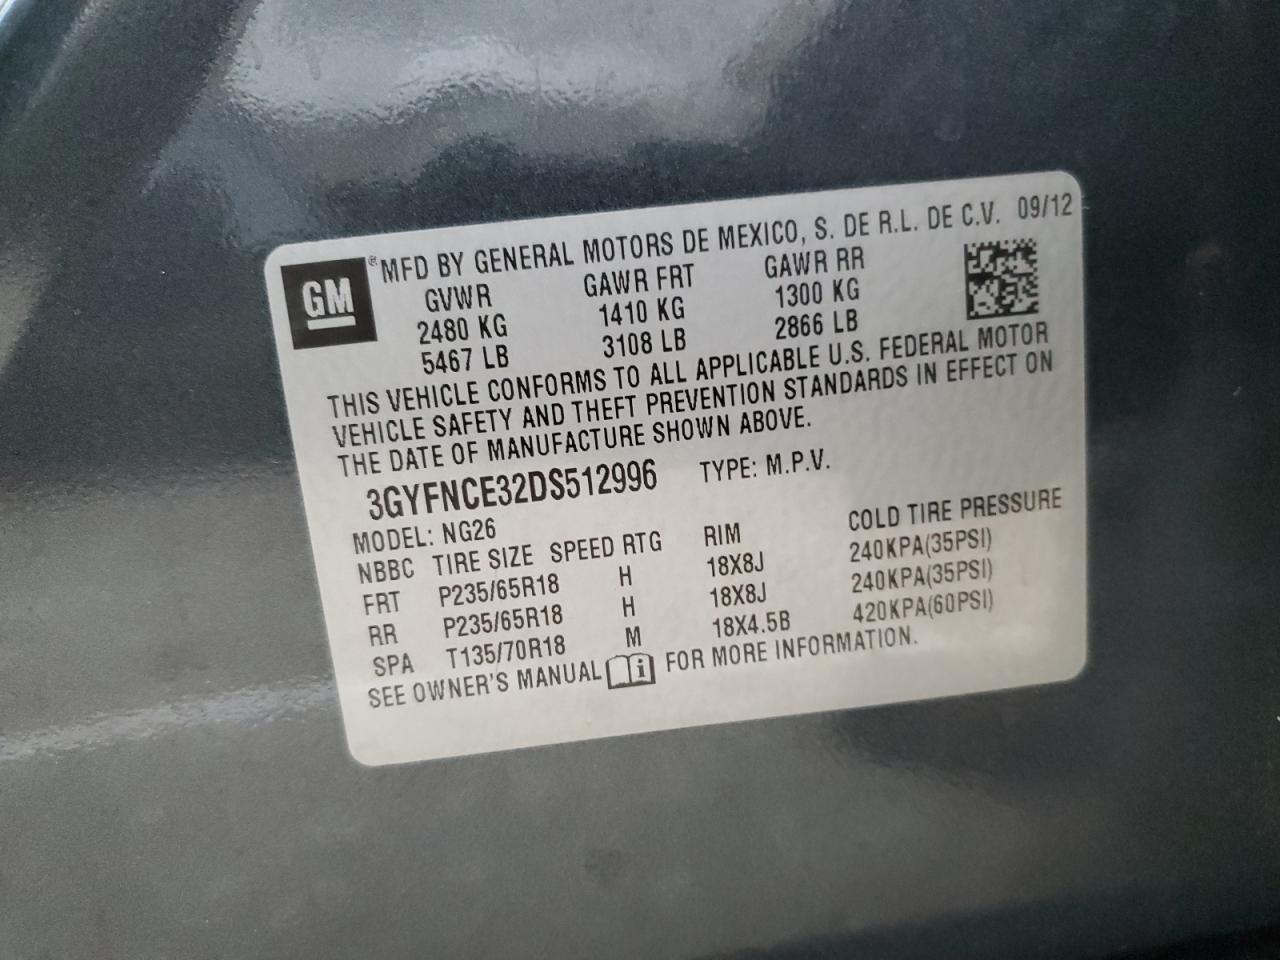 GM ® MFD BY GENERAL MOTORS DE MEXICO, S. DE R.L. DE C.V. 09/12
GVWR GAWR FRT GAWR RR
2480 KG 1410 KG 1300 KG
5467 LB 3108 LB 2866 LB
THIS VEHICLE CONFORMS TO ALL APPLICABLE U.S. FEDERAL MOTOR
VEHICLE SAFETY AND THEFT PREVENTION STANDARDS IN EFFECT ON
THE DATE OF MANUFACTURE SHOWN ABOVE.
3GYFNCE32DS512996 TYPE: M.P.V.
MODEL: NG26
NBBC TIRE SIZE SPEED RTG RIM COLD TIRE PRESSURE
FRT P235/65R18 H 18X8J 240KPA(35PSI)
RR P235/65R18 H 18X8J 240KPA(35PSI)
SPA T135/70R18 M 18X4.5B 420KPA(60PSI)
SEE OWNER'S MANUAL i FOR MORE INFORMATION.